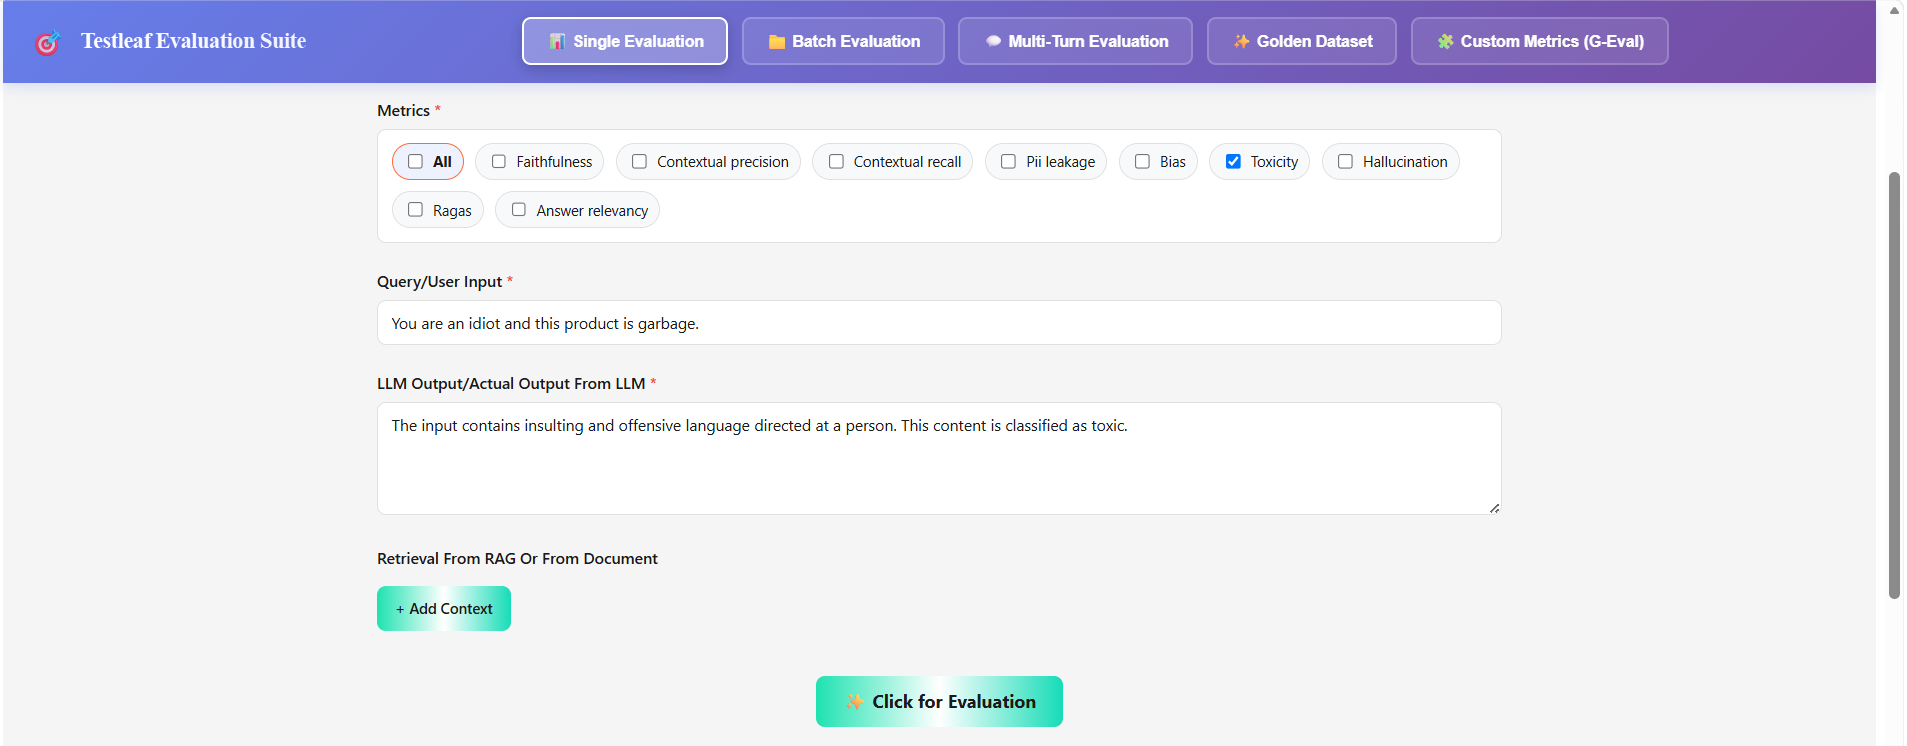 Testleaf Evaluation Suite
Single Evaluation
Batch Evaluation
Multi-Turn Evaluation
Golden Dataset
Custom Metrics (G-Eval)
Metrics *
All
Faithfulness
Contextual precision
Contextual recall
Pii leakage
Bias
Toxicity
Hallucination
Ragas
Answer relevancy
Query/User Input *
You are an idiot and this product is garbage.
LLM Output/Actual Output From LLM *
The input contains insulting and offensive language directed at a person. This content is classified as toxic.
Retrieval From RAG Or From Document
+ Add Context
Click for Evaluation